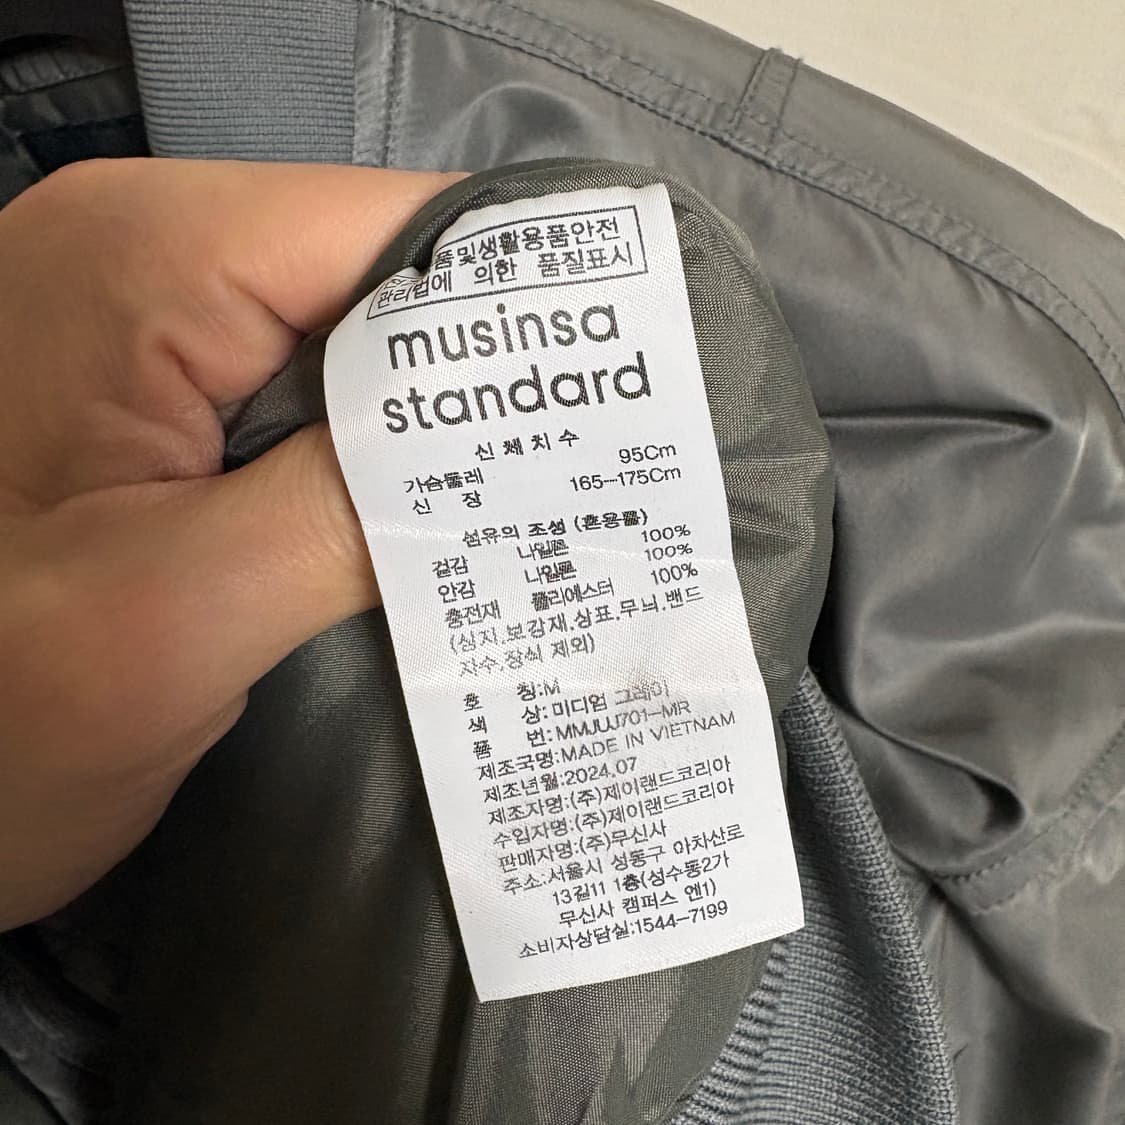 품및생활용품안전
관리법에 의한 품질표시
musinsa
standard
신체치수
가슴둘레 95Cm
신 장 165-175Cm
섬유의 조성 (혼용률)
겉감 나일론 100%
안감 나일론 100%
충전재 폴리에스터 100%
(심지.보강재.상표.무늬.밴드
자수.장식 제외)
호 칭:M
색 상:미디엄 그레이
품 번:MMJUJ701-MR
제조국명:MADE IN VIETNAM
제조년월:2024.07
제조자명:(주)제이랜드코리아
수입자명:(주)제이랜드코리아
판매자명:(주)무신사
주소:서울시 성동구 아차산로
13길11 1층(성수동2가
무신사 캠퍼스 엔1)
소비자상담실:1544-7199